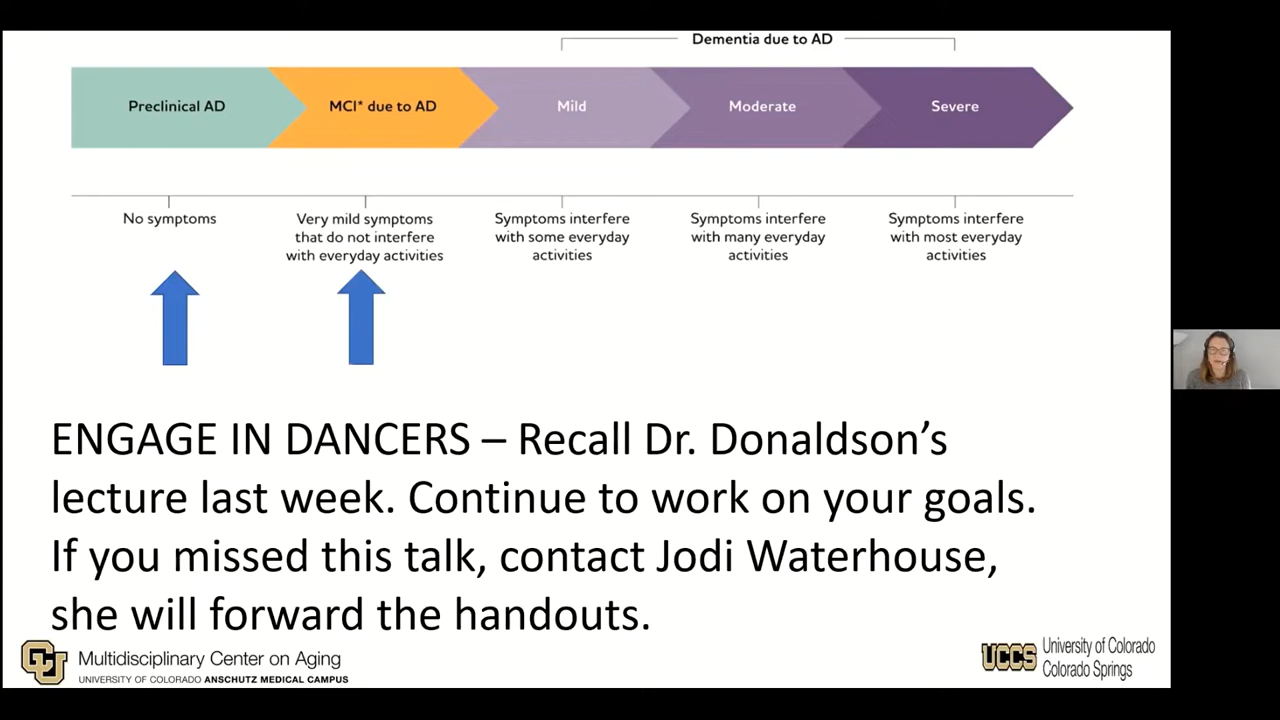 Dementia due to AD
Preclinical AD
MCI* due to AD
Mild
Moderate
Severe
No symptoms
Very mild symptoms
that do not interfere
with everyday activities
Symptoms interfere
with some everyday
activities
Symptoms interfere
with many everyday
activities
Symptoms interfere
with most everyday
activities
ENGAGE IN DANCERS – Recall Dr. Donaldson’s
lecture last week. Continue to work on your goals.
If you missed this talk, contact Jodi Waterhouse,
she will forward the handouts.
CU
Multidisciplinary Center on Aging
UNIVERSITY OF COLORADO ANSCHUTZ MEDICAL CAMPUS
UCCS
University of Colorado
Colorado Springs